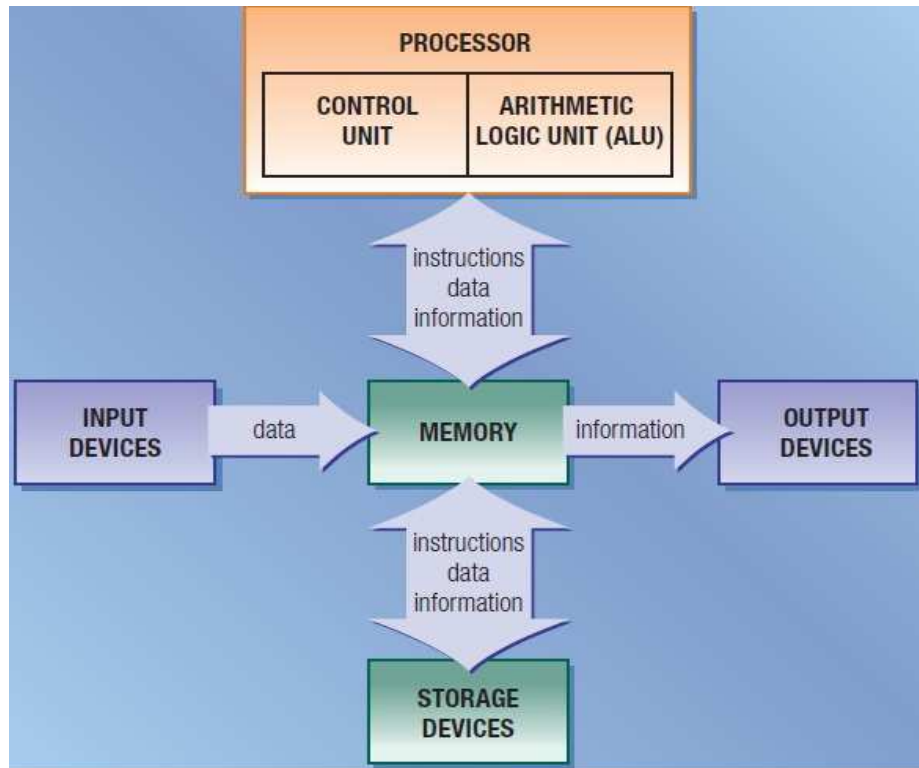 PROCESSOR
CONTROL
UNIT
ARITHMETIC
LOGIC UNIT (ALU)
instructions
data
information
INPUT
DEVICES
data
MEMORY
information
OUTPUT
DEVICES
instructions
data
information
STORAGE
DEVICES